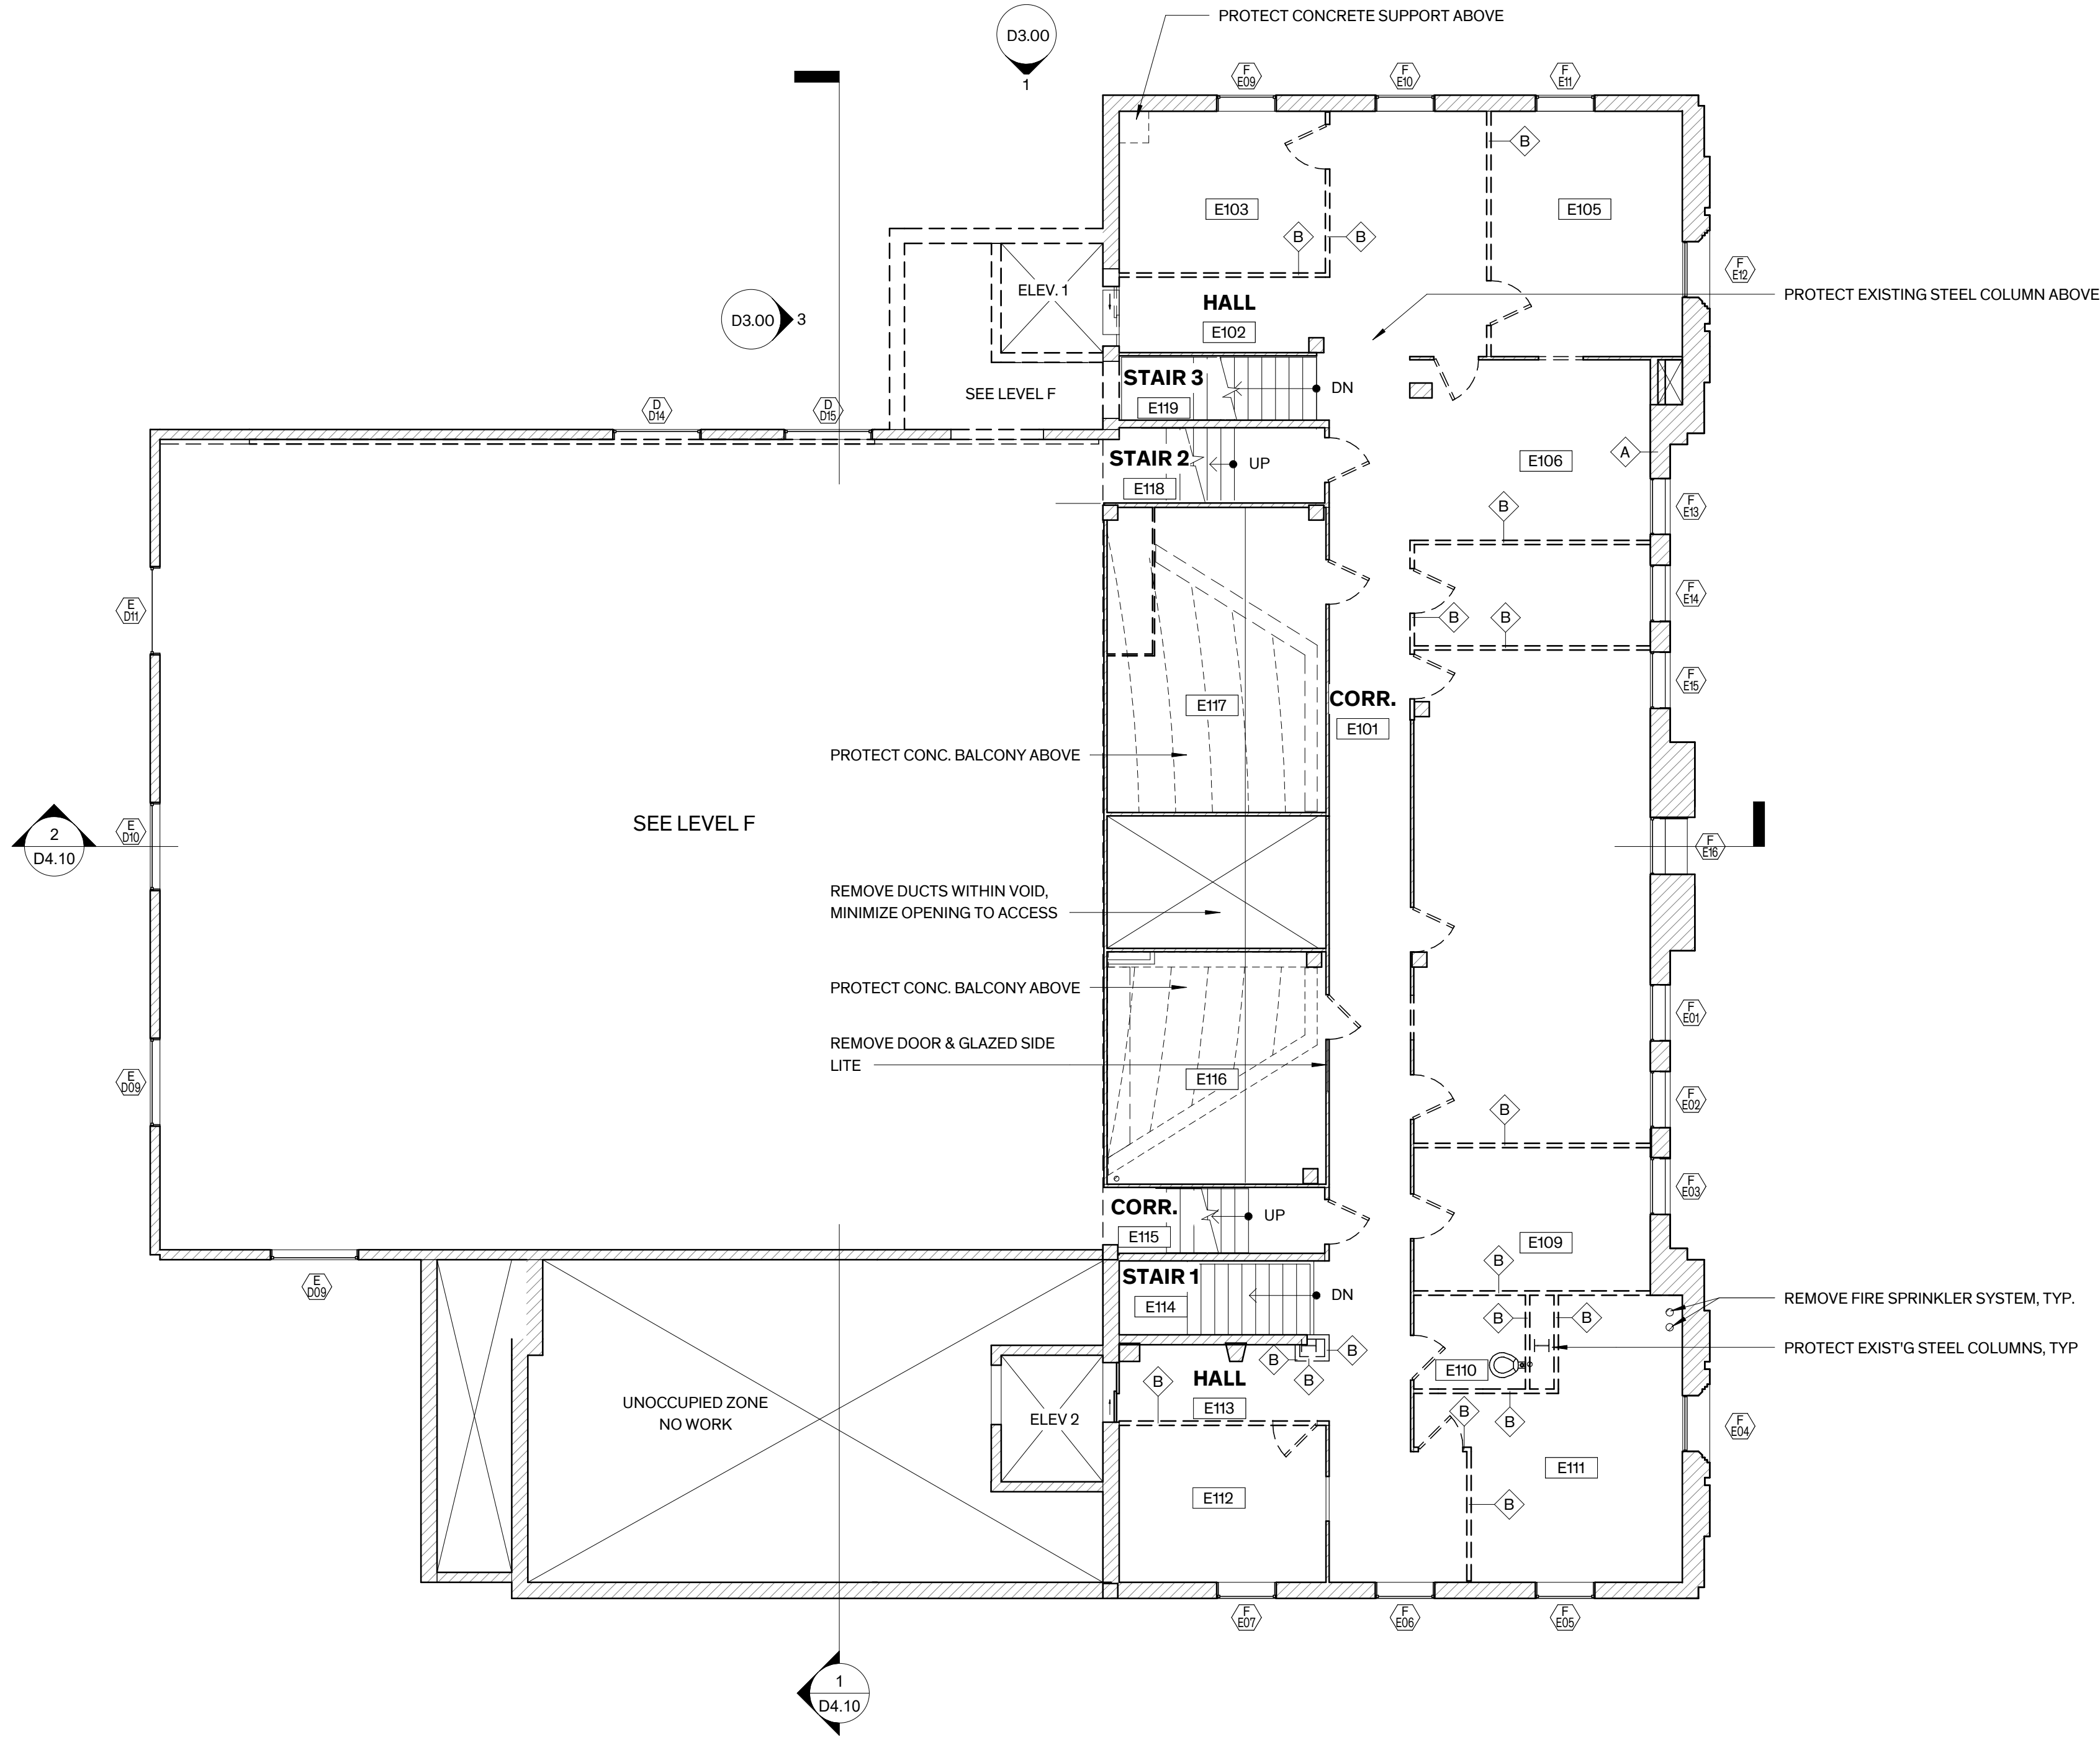 PROTECT CONCRETE SUPPORT ABOVE
D3.00
1
F
E09
F
E10
F
E11
B
E103
E105
B
B
F
E12
ELEV. 1
HALL
E102
PROTECT EXISTING STEEL COLUMN ABOVE
D3.00
3
STAIR 3
DN
E119
SEE LEVEL F
D
D14
D
D15
STAIR 2
UP
E118
E106
A
B
F
E13
E
D11
F
E14
B
B
F
E15
E117
CORR.
E101
PROTECT CONC. BALCONY ABOVE
SEE LEVEL F
2
D4.10
E
D10
F
E16
REMOVE DUCTS WITHIN VOID,
MINIMIZE OPENING TO ACCESS
PROTECT CONC. BALCONY ABOVE
F
E01
REMOVE DOOR & GLAZED SIDE
LITE
E116
E
D09
B
F
E02
F
E03
CORR.
UP
E115
E109
B
E
D09
STAIR 1
DN
E114
REMOVE FIRE SPRINKLER SYSTEM, TYP.
B
B
PROTECT EXIST'G STEEL COLUMNS, TYP
B
B
B
B
HALL
E110
E113
UNOCCUPIED ZONE
NO WORK
ELEV 2
B
B
F
E04
E111
E112
B
F
E07
F
E06
F
E05
1
D4.10